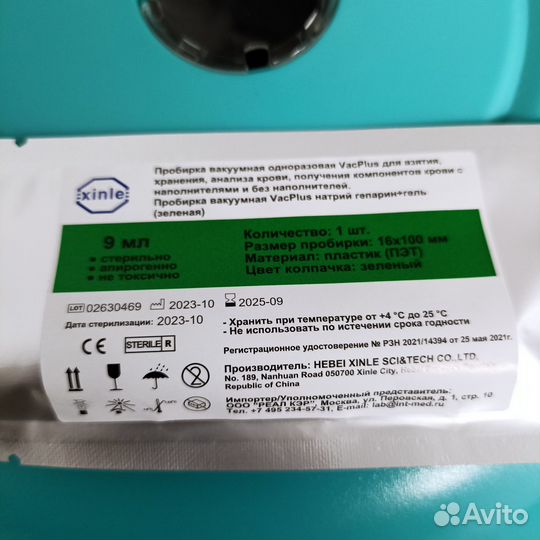 xinle
Пробирка вакуумная одноразовая VacPlus для взятия,
хранения, анализа крови, получения компонентов крови с
наполнителями и без наполнителей.
Пробирка вакуумная VacPlus натрий гепарин+гель
(зеленая)
9 мл
• стерильно
• апирогенно
• не токсично
Количество: 1 шт.
Размер пробирки: 16х100 мм
Материал: пластик (ПЭТ)
Цвет колпачка: зеленый
LOT 02630469 2023-10 2025-09
Дата стерилизации: 2023-10
- Хранить при температуре от +4 °C до 25 °C
- Не использовать по истечении срока годности
CE STERILE R
Регистрационное удостоверение № РЗН 2021/14394 от 25 мая 2021г.
Производитель: HEBEI XINLE SCI&TECH CO., LTD.
No. 189, Nanhuan Road 050700 Xinle City,
Republic of China
Импортер/Уполномоченный представитель:
ООО "РЕАЛ КЭР", Москва, ул. Перовская, д. 1, стр. 10
Тел.: +7 495 234-57-31, E-mail: lab@int-med.ru
Avito